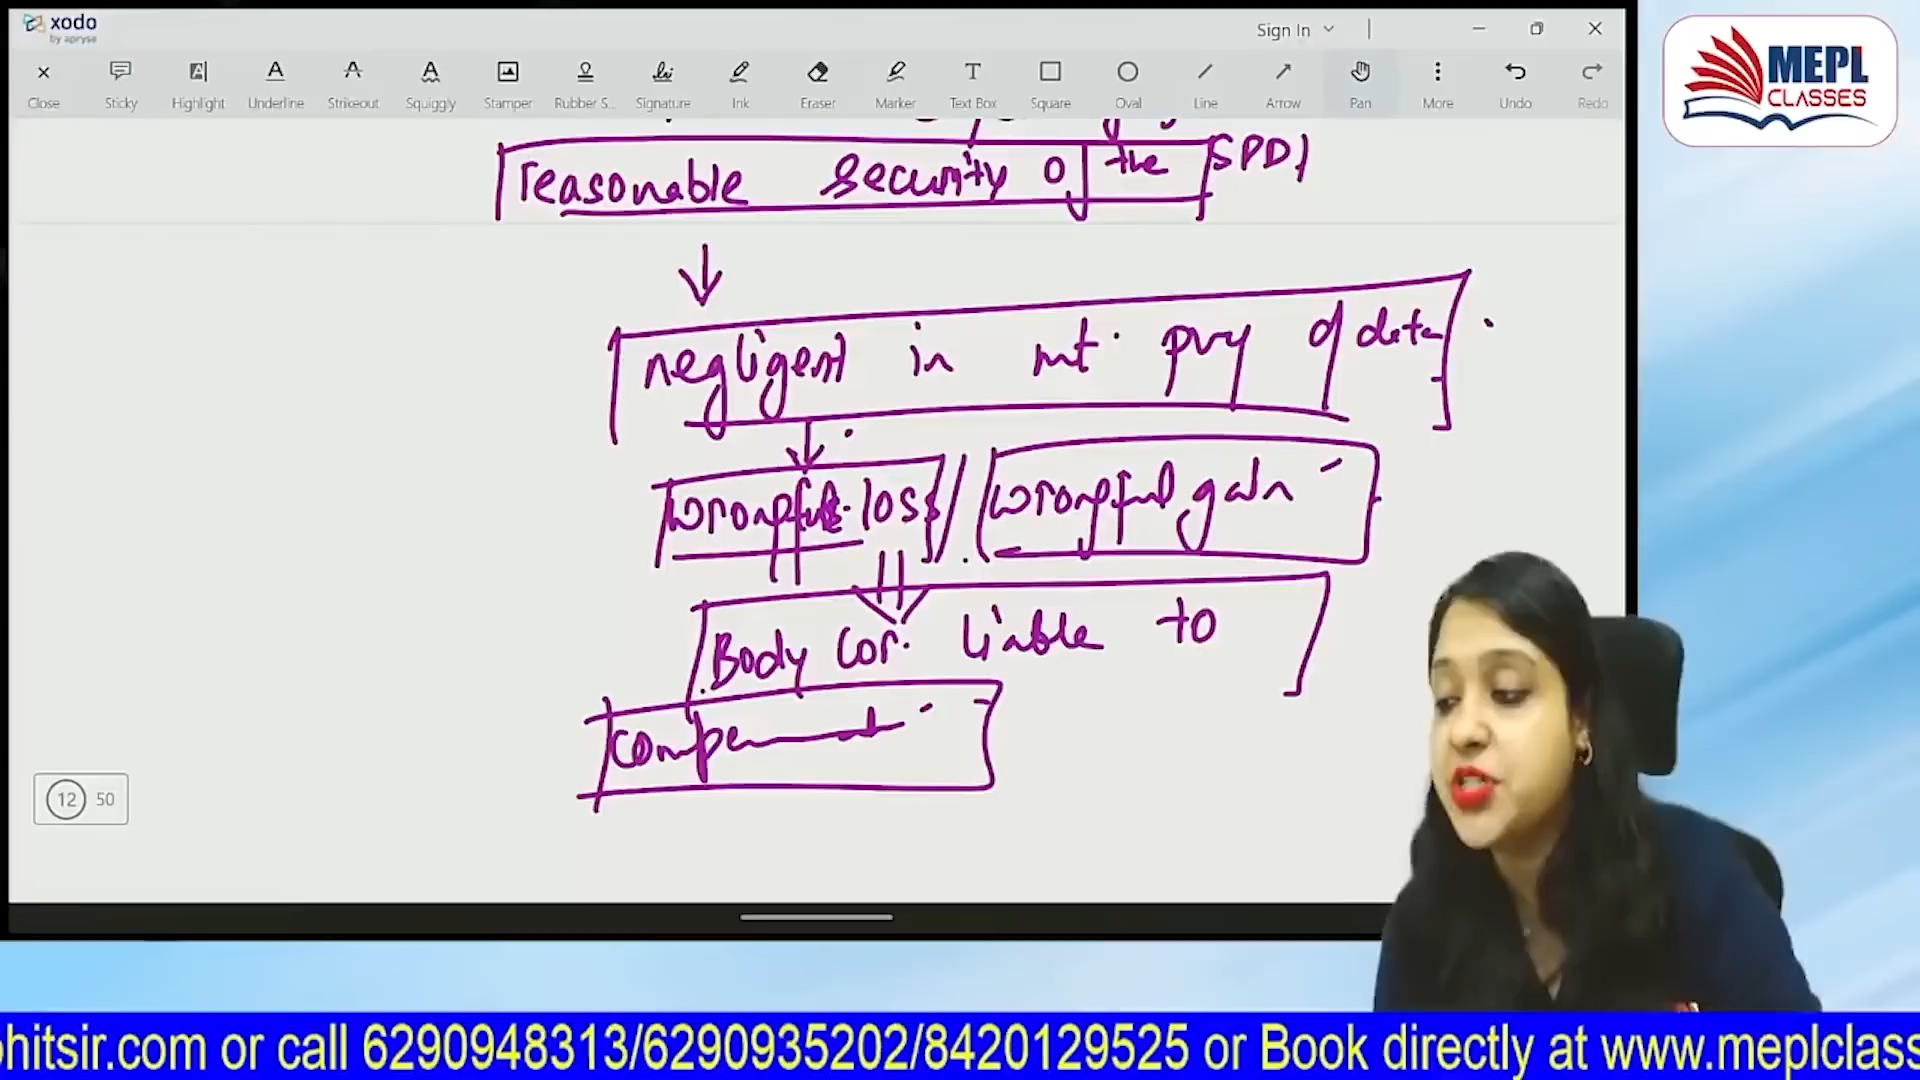 xodo
by apryse
Sign In
Close Sticky Highlight Underline Strikeout Squiggly Stamper Rubber S... Signature Ink Eraser Marker Text Box Square Oval Line Arrow Pan More Undo Redo
MEPL
CLASSES
reasonable security of the SPDI
negligent in mt. pvy of data
wrongful loss / wrongful gain
Body cor. liable to
12 50
ohitsir.com or call 6290948313/6290935202/8420129525 or Book directly at www.meplclass